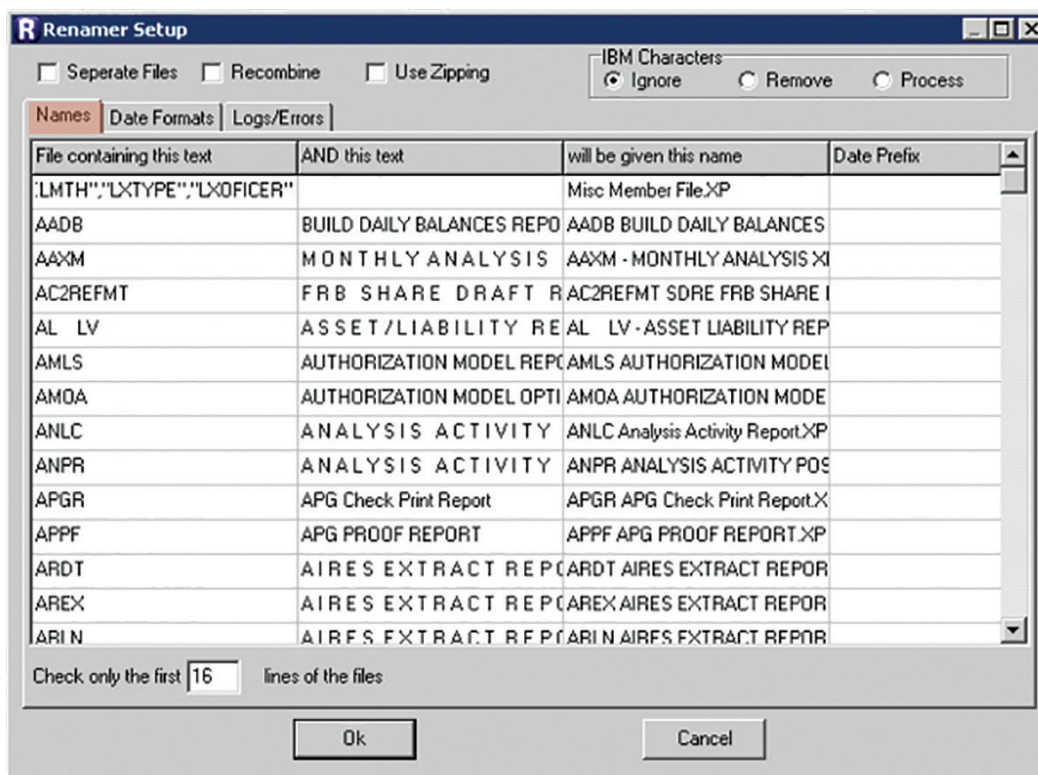 R Renamer Setup
Seperate Files Recombine Use Zipping
IBM Characters
Ignore Remove Process
Names Date Formats Logs/Errors
File containing this text AND this text will be given this name Date Prefix
LMTH","LXTYPE","LXOFICER" Misc Member File.XP
AADB BUILD DAILY BALANCES REPO AADB BUILD DAILY BALANCES
AAXM M O N T H L Y A N A L Y S I S AAXM - MONTHLY ANALYSIS
AC2REFMT F R B S H A R E D R A F T R AC2REFMT SDRE FRB SHARE
AL LV A S S E T / L I A B I L I T Y R E AL LV - ASSET LIABILITY REP
AMLS AUTHORIZATION MODEL REPO AMLS AUTHORIZATION MODEL
AMOA AUTHORIZATION MODEL OPTI AMOA AUTHORIZATION MODE
ANLC A N A L Y S I S A C T I V I T Y ANLC Analysis Activity Report.XP
ANPR A N A L Y S I S A C T I V I T Y ANPR ANALYSIS ACTIVITY POS
APGR APG Check Print Report APGR APG Check Print Report.X
APPF APG PROOF REPORT APPF APG PROOF REPORT.XP
ARDT A I R E S E X T R A C T R E P O ARDT AIRES EXTRACT REPOR
AREX A I R E S E X T R A C T R E P O AREX AIRES EXTRACT REPOR
ARLN A I R E S E X T R A C T R E P O ARLN AIRES EXTRACT REPOR
Check only the first 16 lines of the files
Ok Cancel